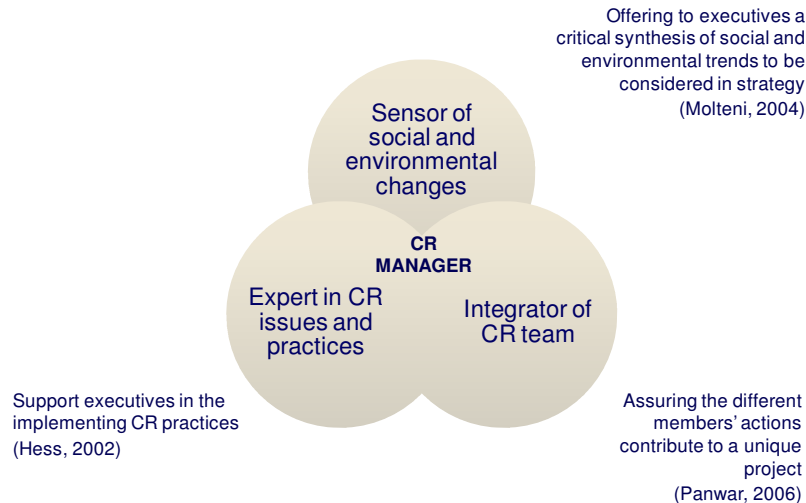 Offering to executives a
critical synthesis of social and
environmental trends to be
considered in strategy
(Molteni, 2004)
Sensor of
social and
environmental
changes
CR
MANAGER
Expert in CR
issues and
practices
Integrator of
CR team
Support executives in the
implementing CR practices
(Hess, 2002)
Assuring the different
members’ actions
contribute to a unique
project
(Panwar, 2006)